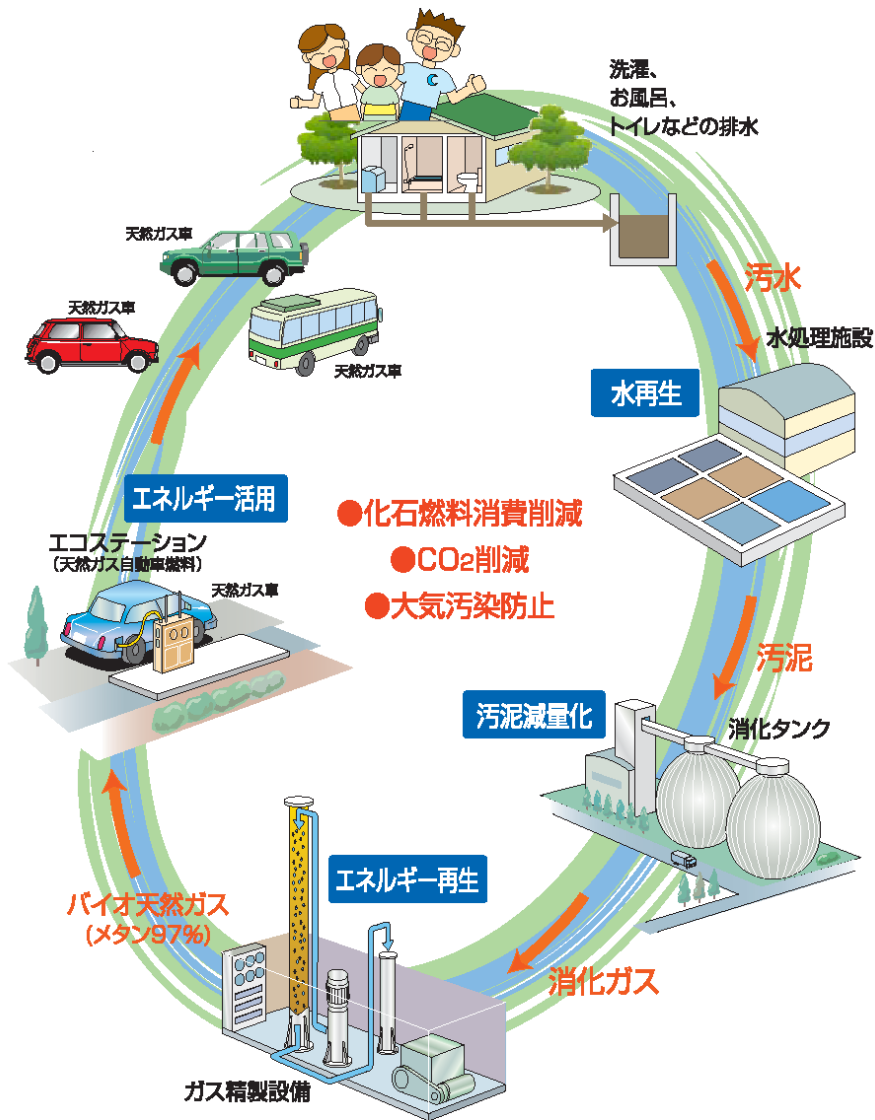 洗濯、
お風呂、
トイレなどの排水
汚水
水処理施設
水再生
汚泥
汚泥減量化
消化タンク
消化ガス
エネルギー再生
ガス精製設備
バイオ天然ガス
(メタン97%)
エネルギー活用
エコステーション
(天然ガス自動車燃料)
天然ガス車
天然ガス車
天然ガス車
天然ガス車
●化石燃料消費削減
●CO₂削減
●大気汚染防止